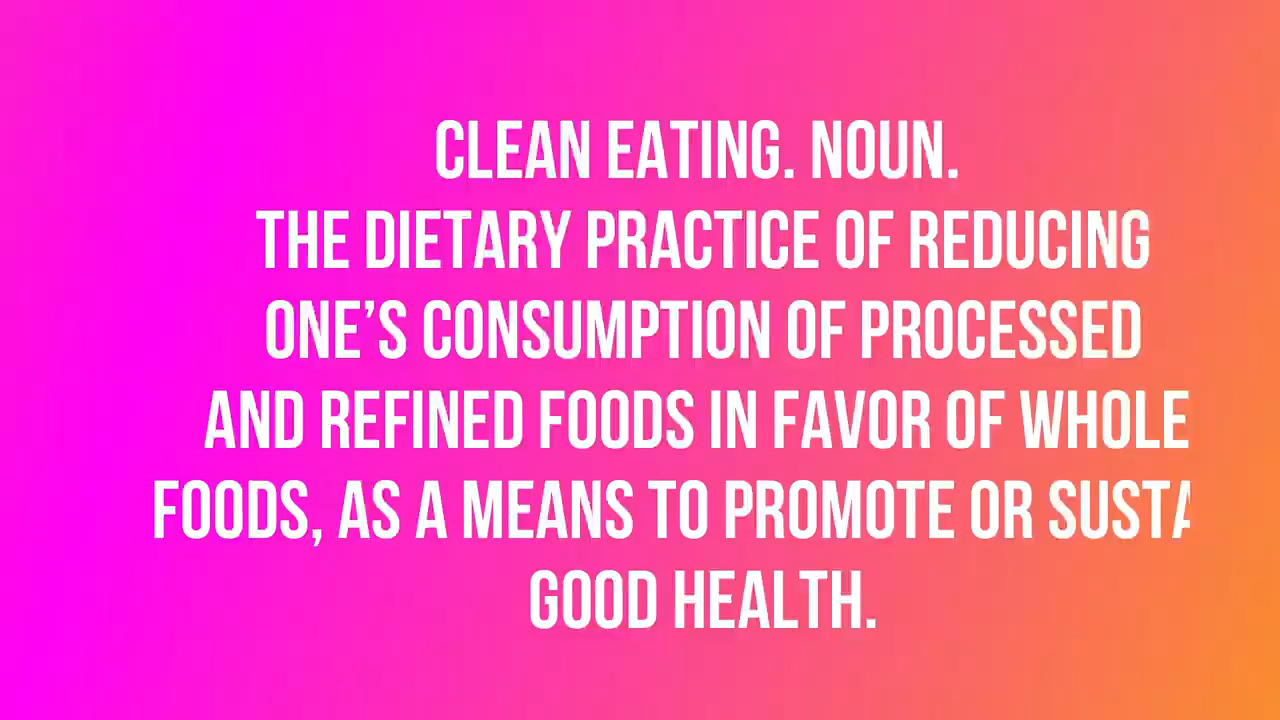 CLEAN EATING. NOUN.
THE DIETARY PRACTICE OF REDUCING
ONE’S CONSUMPTION OF PROCESSED
AND REFINED FOODS IN FAVOR OF WHOLE
FOODS, AS A MEANS TO PROMOTE OR SUSTA
GOOD HEALTH.